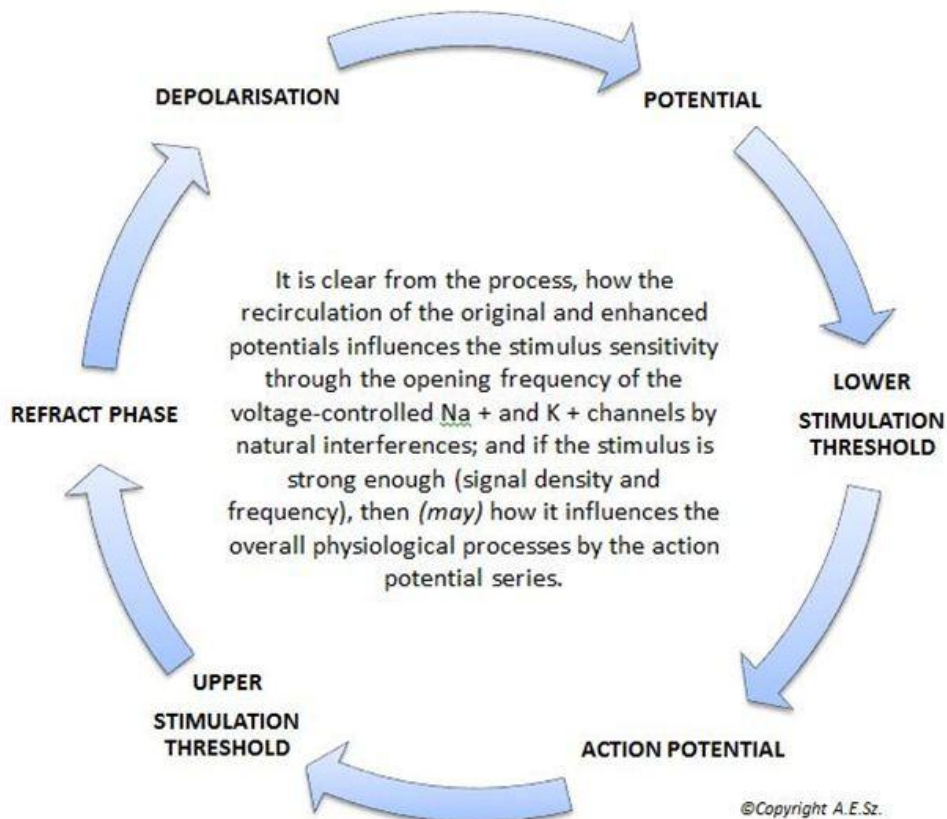 DEPOLARISATION
POTENTIAL
LOWER
STIMULATION
THRESHOLD
ACTION POTENTIAL
UPPER
STIMULATION
THRESHOLD
REFRACT PHASE
It is clear from the process, how the
recirculation of the original and enhanced
potentials influences the stimulus sensitivity
through the opening frequency of the
voltage-controlled Na + and K + channels by
natural interferences; and if the stimulus is
strong enough (signal density and
frequency), then (may) how it influences the
overall physiological processes by the action
potential series.
©Copyright A.E.Sz.